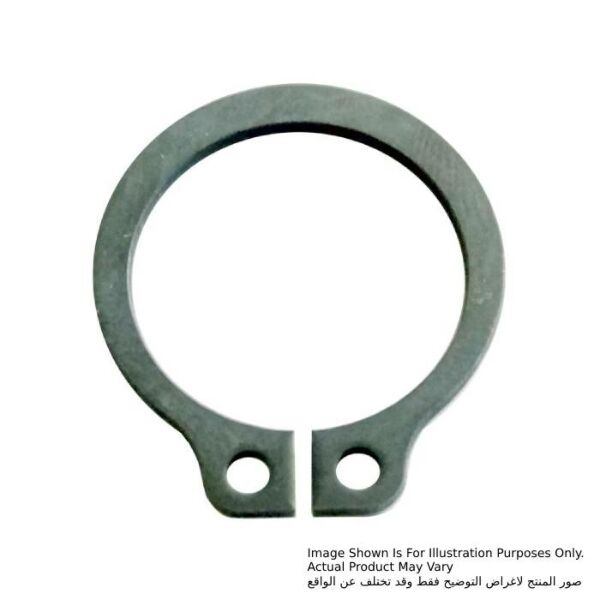 Image Shown Is For Illustration Purposes Only.
Actual Product May Vary
صور المنتج لاغراض التوضيح فقط وقد تختلف عن الواقع